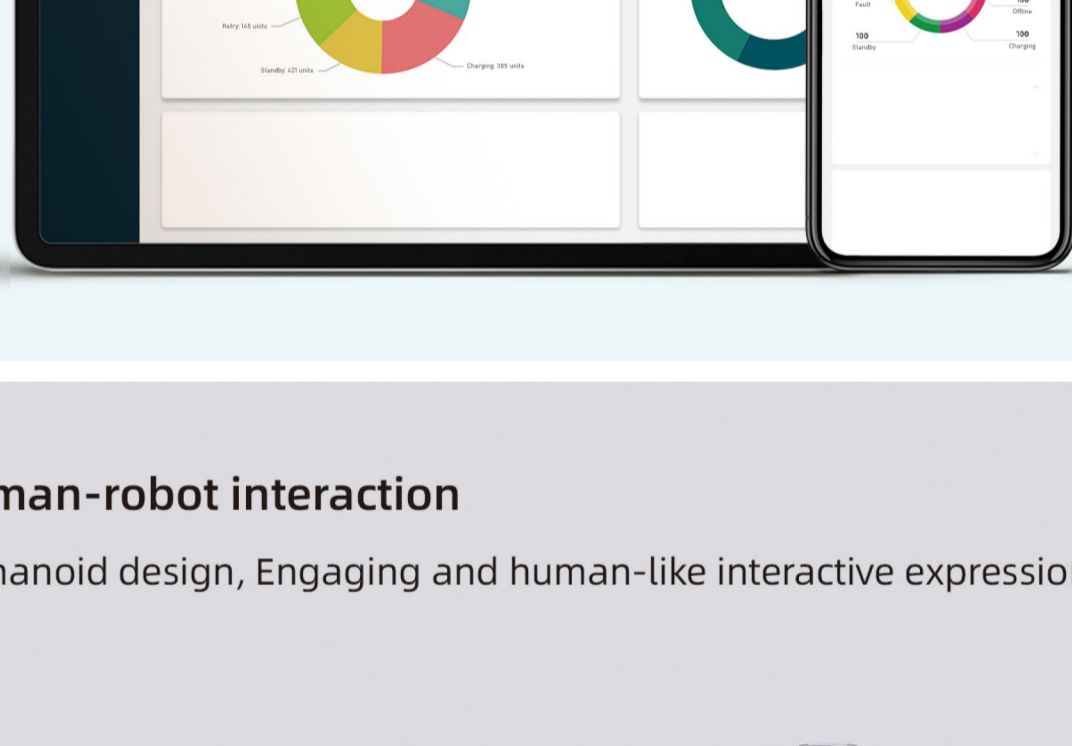 Fault
Offline
Retry: 145 units
100
Standby
100
Charging
Standby: 421 units
Charging: 385 units
man-robot interaction
anoid design, Engaging and human-like interactive expressio